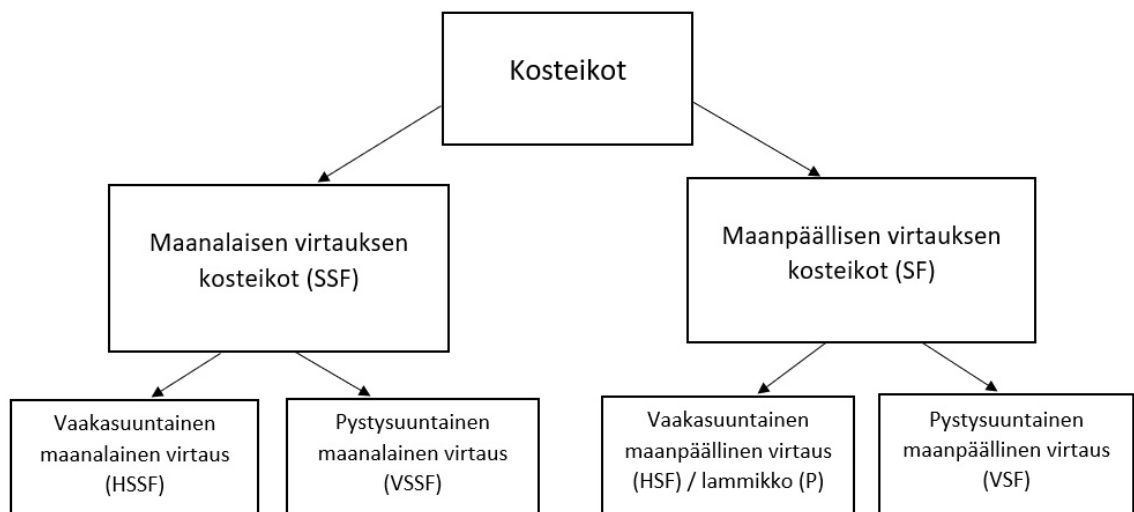 Kosteikot
Maanalaisen virtauksen
kosteikot (SSF)
Maanpäällisen virtauksen
kosteikot (SF)
Vaakasuuntainen
maanalainen virtaus
(HSSF)
Pystysuuntainen
maanalainen virtaus
(VSSF)
Vaakasuuntainen
maanpäällinen virtaus
(HSF) / lammikko (P)
Pystysuuntainen
maanpäällinen virtaus
(VSF)